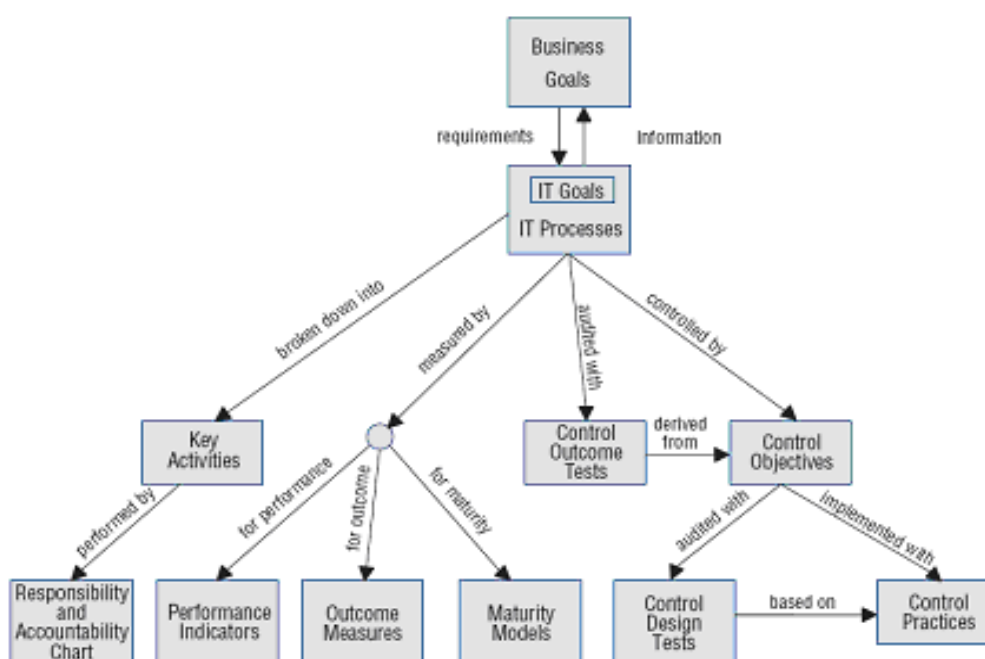 Business
Goals
requirements
information
IT Goals
IT Processes
broken down into
measured by
audited with
controlled by
Key
Activities
Control
Outcome
Tests
derived
from
Control
Objectives
performed by
for performance
for outcome
for maturity
audited with
implemented with
Responsibility
and
Accountability
Chart
Performance
Indicators
Outcome
Measures
Maturity
Models
Control
Design
Tests
based on
Control
Practices